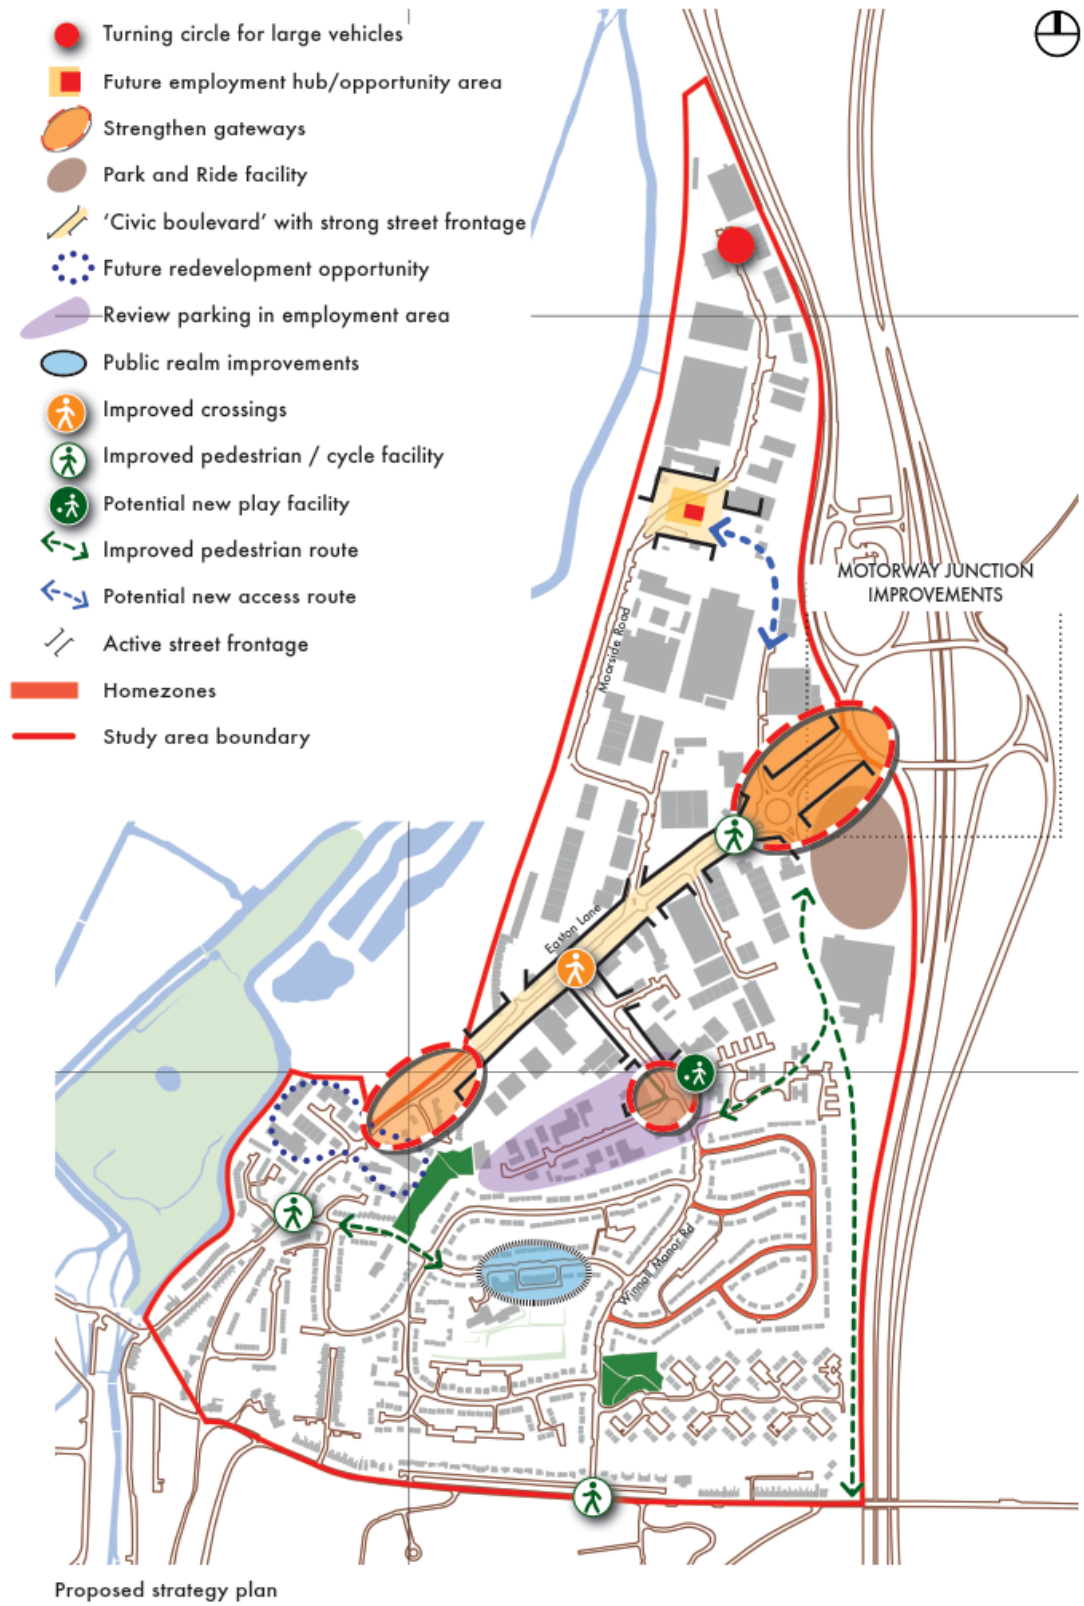 Turning circle for large vehicles
Future employment hub/opportunity area
Strengthen gateways
Park and Ride facility
‘Civic boulevard’ with strong street frontage
Future redevelopment opportunity
Review parking in employment area
Public realm improvements
Improved crossings
Improved pedestrian / cycle facility
Potential new play facility
Improved pedestrian route
Potential new access route
Active street frontage
Homezones
Study area boundary
MOTORWAY JUNCTION
IMPROVEMENTS
Moorside Road
Easton Lane
Winnall Manor Rd
Proposed strategy plan